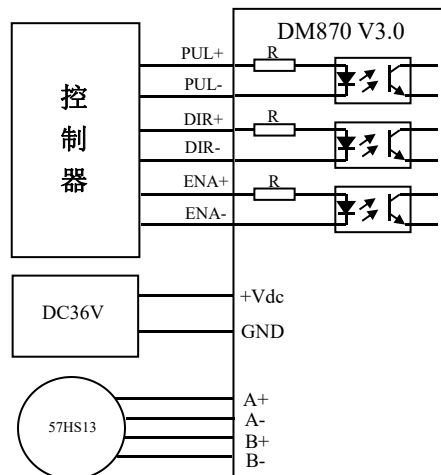 DM870 V3.0
控
制
器
PUL+
R
PUL-
DIR+
R
DIR-
ENA+
R
ENA-
DC36V
+Vdc
GND
57HS13
A+
A-
B+
B-